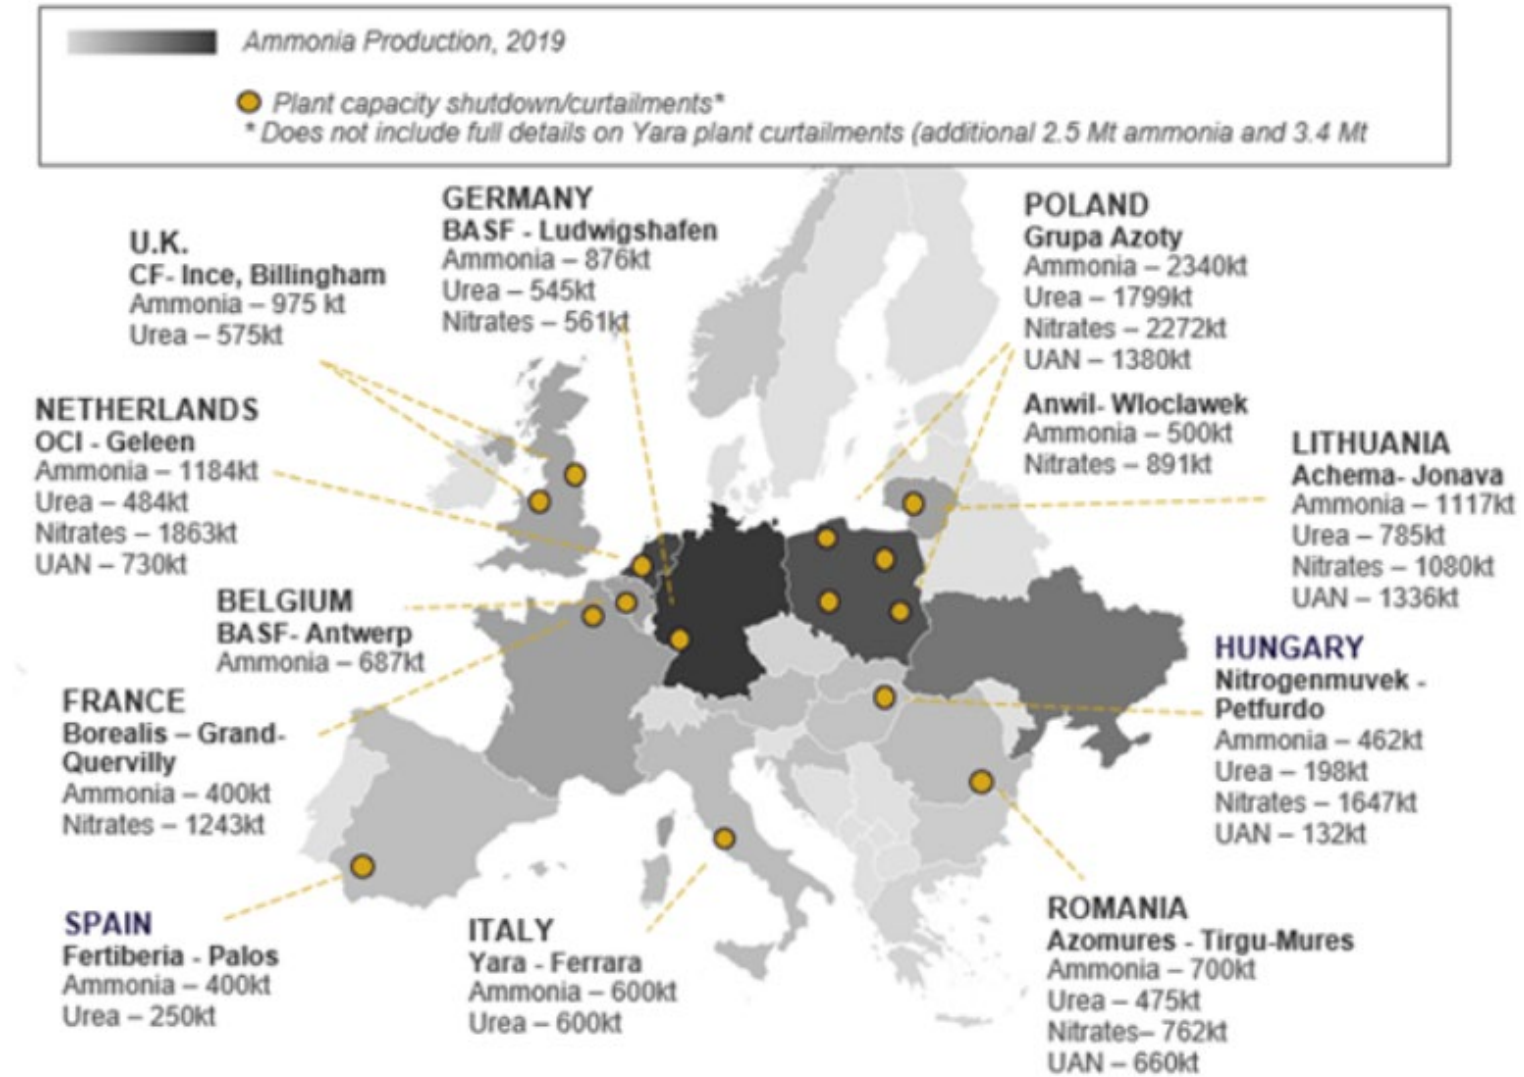 Ammonia Production, 2019
Plant capacity shutdown/curtailments*
* Does not include full details on Yara plant curtailments (additional 2.5 Mt ammonia and 3.4 Mt
GERMANY
BASF - Ludwigshafen
Ammonia – 876kt
Urea – 545kt
Nitrates – 561kt
POLAND
Grupa Azoty
Ammonia – 2340kt
Urea – 1799kt
Nitrates – 2272kt
UAN – 1380kt
Anwil- Wloclawek
Ammonia – 500kt
Nitrates – 891kt
U.K.
CF- Ince, Billingham
Ammonia – 975 kt
Urea – 575kt
NETHERLANDS
OCI - Geleen
Ammonia – 1184kt
Urea – 484kt
Nitrates – 1863kt
UAN – 730kt
LITHUANIA
Achema- Jonava
Ammonia – 1117kt
Urea – 785kt
Nitrates – 1080kt
UAN – 1336kt
BELGIUM
BASF- Antwerp
Ammonia – 687kt
HUNGARY
Nitrogenmuvek -
Petfurdo
Ammonia – 462kt
Urea – 198kt
Nitrates – 1647kt
UAN – 132kt
FRANCE
Borealis – Grand-
Quervilly
Ammonia – 400kt
Nitrates – 1243kt
SPAIN
Fertiberia - Palos
Ammonia – 400kt
Urea – 250kt
ITALY
Yara - Ferrara
Ammonia – 600kt
Urea – 600kt
ROMANIA
Azomures - Tirgu-Mures
Ammonia – 700kt
Urea – 475kt
Nitrates– 762kt
UAN – 660kt